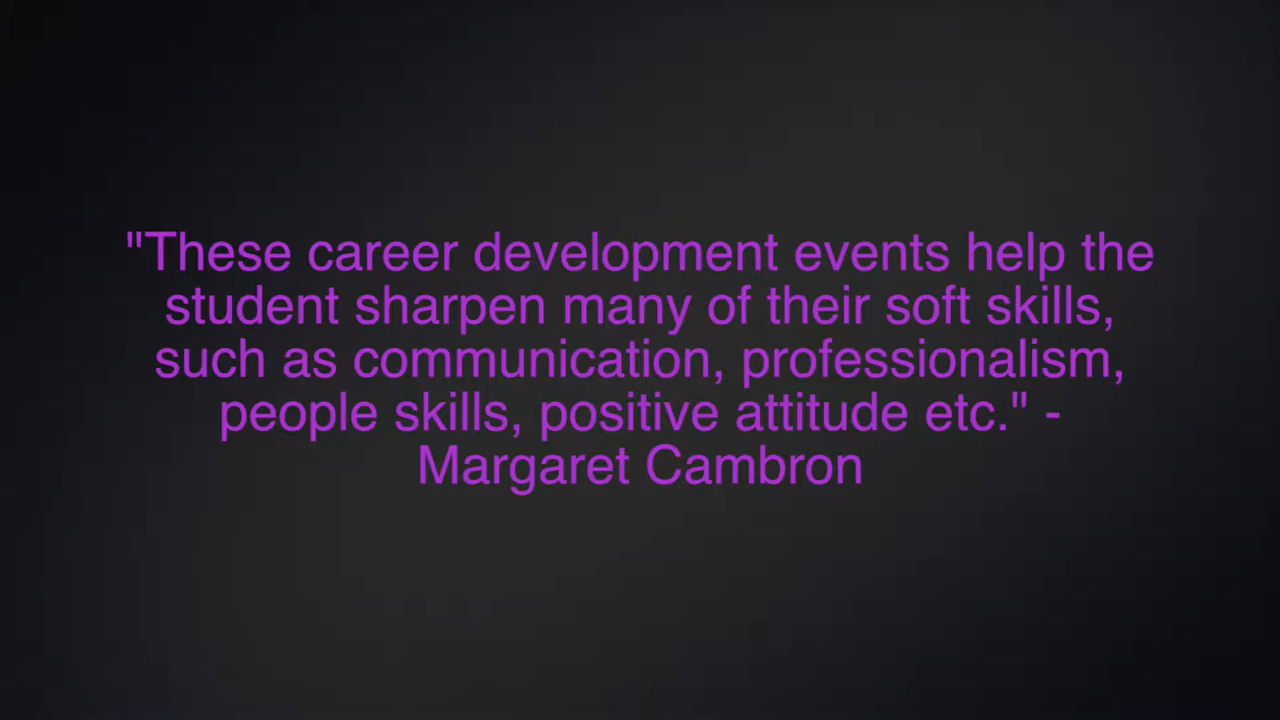 "These career development events help the
student sharpen many of their soft skills,
such as communication, professionalism,
people skills, positive attitude etc." -
Margaret Cambron